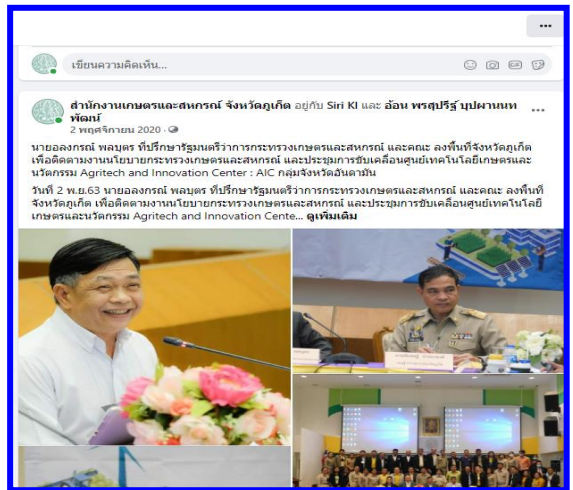 เขียนความคิดเห็น...
สำนักงานเกษตรและสหกรณ์ จังหวัดภูเก็ต อยู่กับ Siri KI และ อ้อน พรสุปรีฐ์ บุปผานนท
พัฒน์
2 พฤศจิกายน 2020 ·
นายอลงกรณ์ พลบุตร ที่ปรึกษารัฐมนตรีว่าการกระทรวงเกษตรและสหกรณ์ และคณะ ลงพื้นที่จังหวัดภูเก็ต
เพื่อติดตามงานนโยบายกระทรวงเกษตรและสหกรณ์ และประชุมการขับเคลื่อนศูนย์เทคโนโลยีเกษตรและ
นวัตกรรม Agritech and Innovation Center : AIC กลุ่มจังหวัดอันดามัน
วันที่ 2 พ.ย.63 นายอลงกรณ์ พลบุตร ที่ปรึกษารัฐมนตรีว่าการกระทรวงเกษตรและสหกรณ์ และคณะ ลงพื้นที่
จังหวัดภูเก็ต เพื่อติดตามงานนโยบายกระทรวงเกษตรและสหกรณ์ และประชุมการขับเคลื่อนศูนย์เทคโนโลยี
เกษตรและนวัตกรรม Agritech and Innovation Cente... ดูเพิ่มเติม